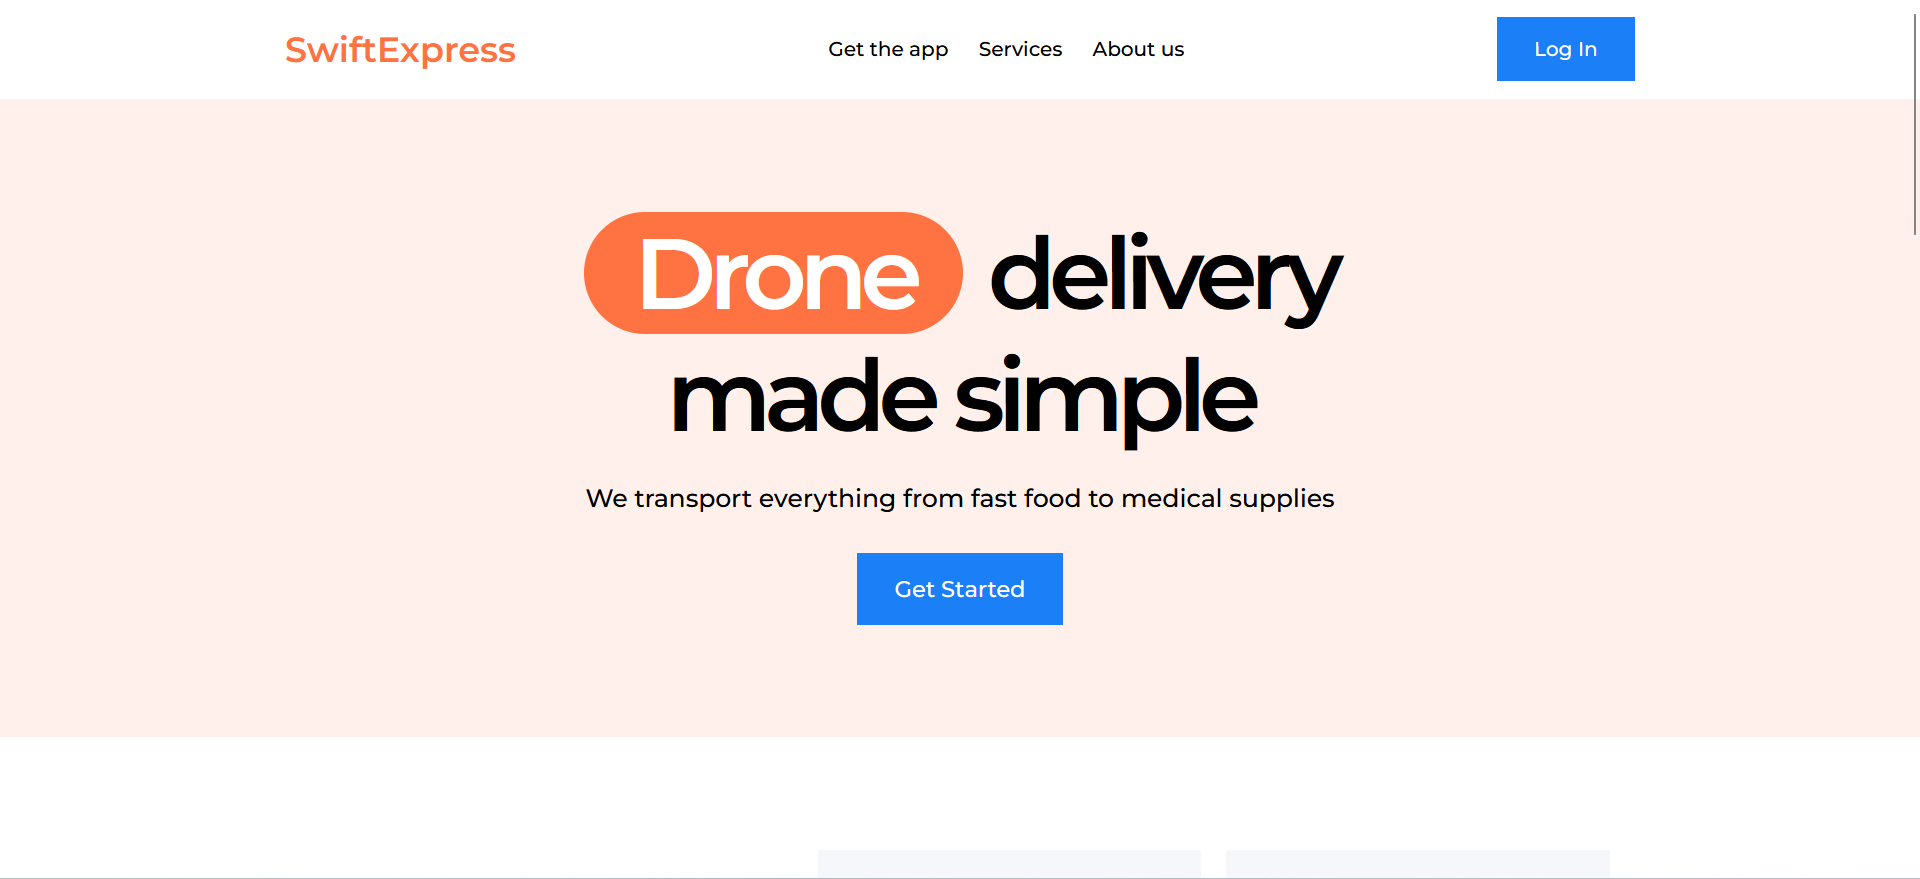 SwiftExpress
Get the app
Services
About us
Log In
Drone delivery
made simple
We transport everything from fast food to medical supplies
Get Started